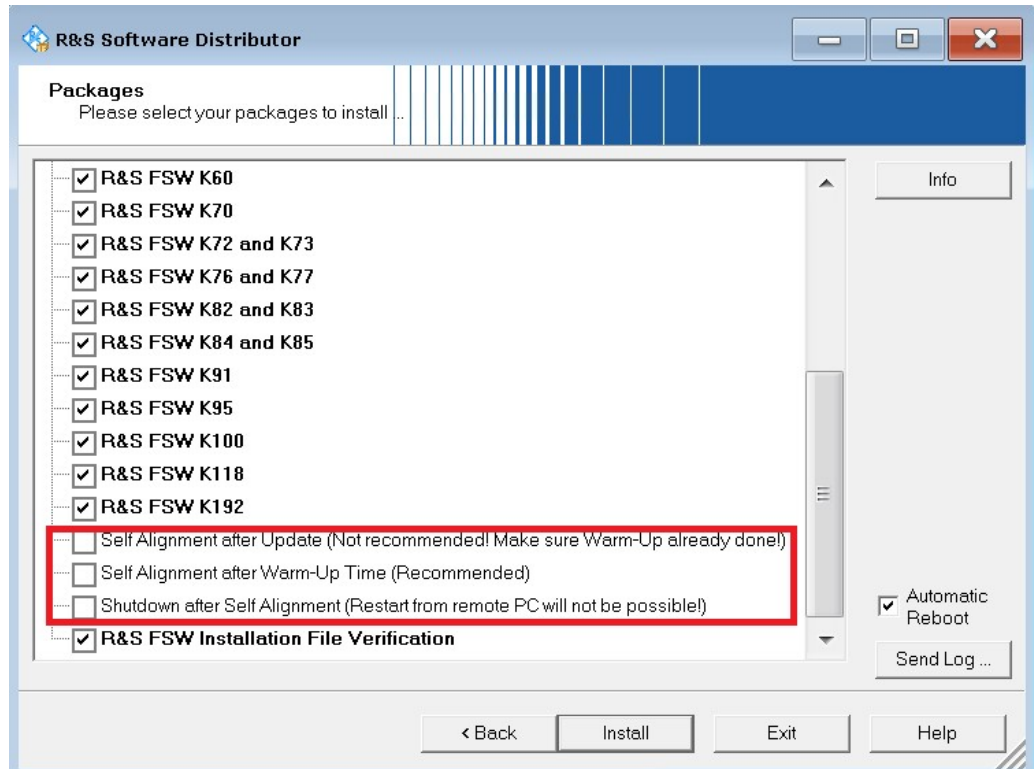 R&S Software Distributor
Packages
Please select your packages to install ...
R&S FSW K60
Info
R&S FSW K70
R&S FSW K72 and K73
R&S FSW K76 and K77
R&S FSW K82 and K83
R&S FSW K84 and K85
R&S FSW K91
R&S FSW K95
R&S FSW K100
R&S FSW K118
R&S FSW K192
Self Alignment after Update (Not recommended! Make sure Warm-Up already done!)
Self Alignment after Warm-Up Time (Recommended)
Shutdown after Self Alignment (Restart from remote PC will not be possible!)
Automatic
Reboot
R&S FSW Installation File Verification
Send Log ...
< Back
Install
Exit
Help